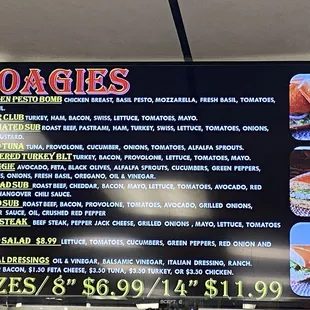 OAGIES
EN PESTO BOMB CHICKEN BREAST, BASIL PESTO, MOZZARELLA, FRESH BASIL, TOMATOES,
CLUB TURKEY, HAM, BACON, SWISS, LETTUCE, TOMATOES, MAYO.
MATED SUB ROAST BEEF, PASTRAMI, HAM, TURKEY, SWISS, LETTUCE, TOMATOES, ONIONS,
USTARD.
TUNA TUNA, PROVOLONE, CUCUMBER, ONIONS, TOMATOES, ALFALFA SPROUTS.
ERED TURKEY BLT TURKEY, BACON, PROVOLONE, LETTUCE, TOMATOES, MAYO.
GIE AVOCADO, FETA, BLACK OLIVES, ALFALFA SPROUTS, CUCUMBERS, GREEN PEPPERS,
S, ONIONS, FRESH BASIL, OREGANO, OIL & VINEGAR.
AD SUB ROAST BEEF, CHEDDAR, BACON, MAYO, LETTUCE, TOMATOES, AVOCADO, RED
HANGOVER CHILI SAUCE.
SUB ROAST BEEF, BACON, PROVOLONE, TOMATOES, AVOCADO, GRILLED ONIONS,
R SAUCE, OIL, CRUSHED RED PEPPER
STEAK BEEF STEAK, PEPPER JACK CHEESE, GRILLED ONIONS , MAYO, LETTUCE, TOMATOES
SALAD $8.99 LETTUCE, TOMATOES, CUCUMBERS, GREEN PEPPERS, RED ONION AND
AL DRESSINGS OIL & VINEGAR, BALSAMIC VINEGAR, ITALIAN DRESSING, RANCH.
BACON, $1.50 FETA CHEESE, $3.50 TUNA, $3.50 TURKEY, OR $3.50 CHICKEN.
ZES/8" $6.99/14" $11.99